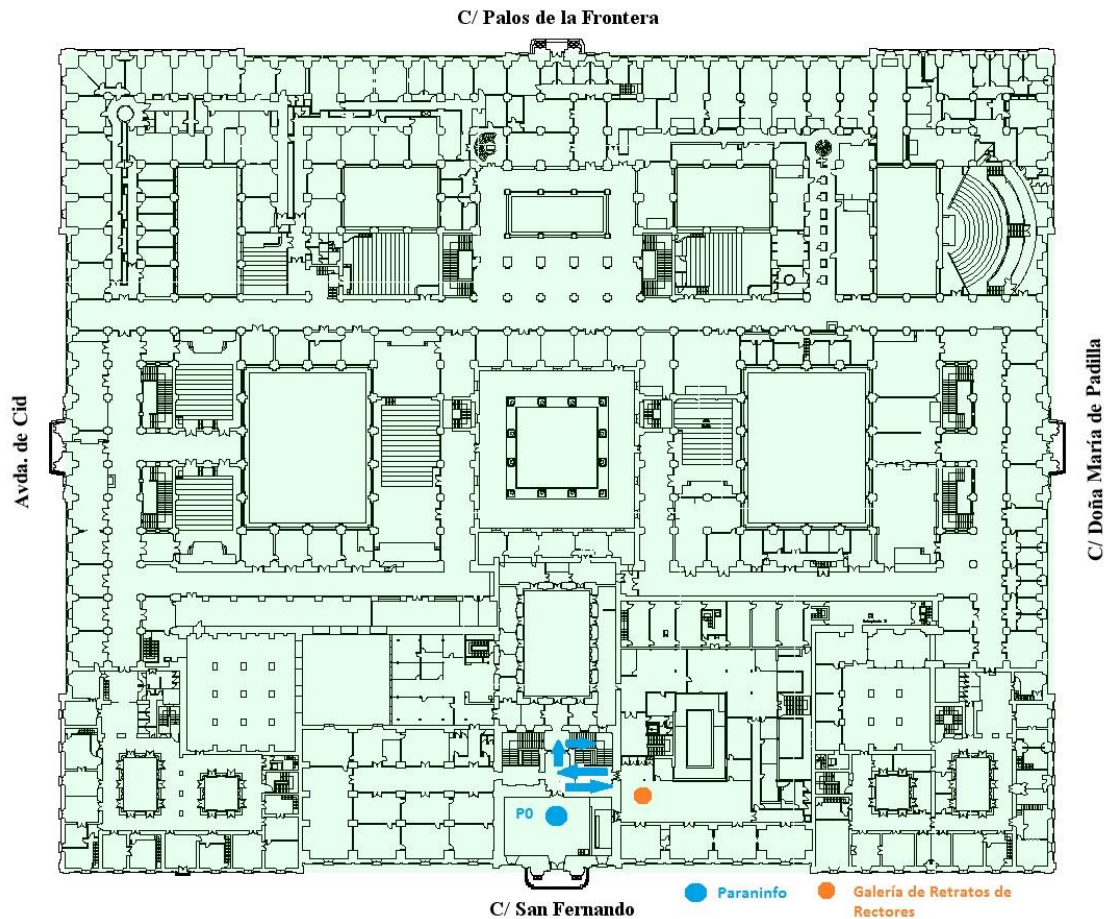 C/ Palos de la Frontera
Avda. de Cid
C/ Doña María de Padilla
P0
Paraninfo
Galería de Retratos de
Rectores
C/ San Fernando